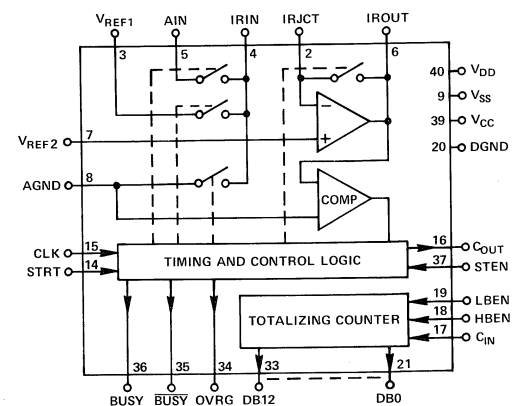 VREF1 AIN IRIN IRJCT IROUT
3 5 4 2 6
40 VDD
9 VSS
39 VCC
20 DGND
VREF2 7
− 
+
AGND 8
COMP
CLK 15
STRT 14
TIMING AND CONTROL LOGIC
16 COUT
37 STEN
TOTALIZING COUNTER
19 LBEN
18 HBEN
17 CIN
36 35 34 33 21
BUSY BUSY OVRG DB12 DB0